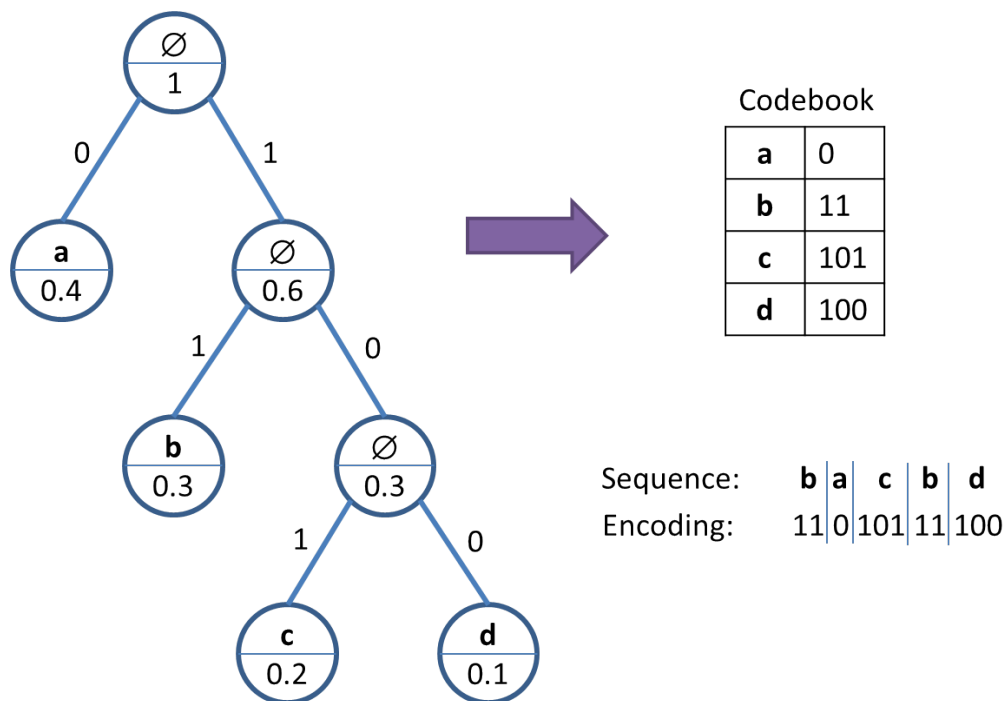 ∅
1
0
1
a
0.4
∅
0.6
1
0
b
0.3
∅
0.3
1
0
c
0.2
d
0.1
Codebook
a 0
b 11
c 101
d 100
Sequence: b a c b d
Encoding: 11 0 101 11 100